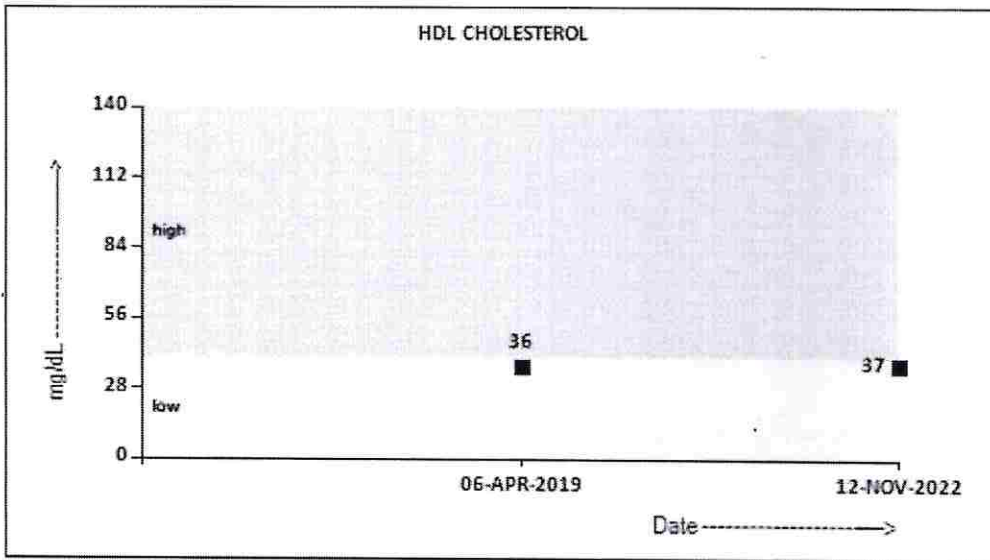 HDL CHOLESTEROL
140
112
high
84
56
36
37
28
low
0
mg/dL
06-APR-2019
12-NOV-2022
Date